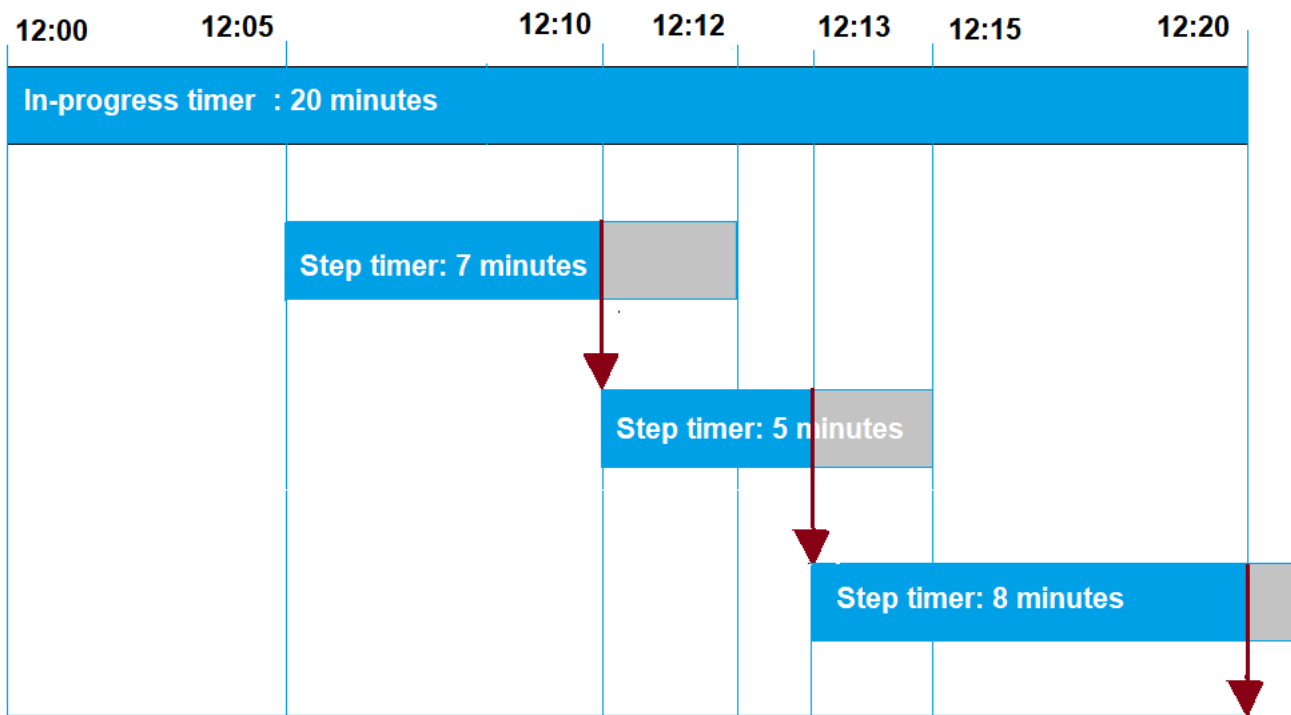 12:00 12:05 12:10 12:12 12:13 12:15 12:20
In-progress timer : 20 minutes
Step timer: 7 minutes
Step timer: 5 minutes
Step timer: 8 minutes